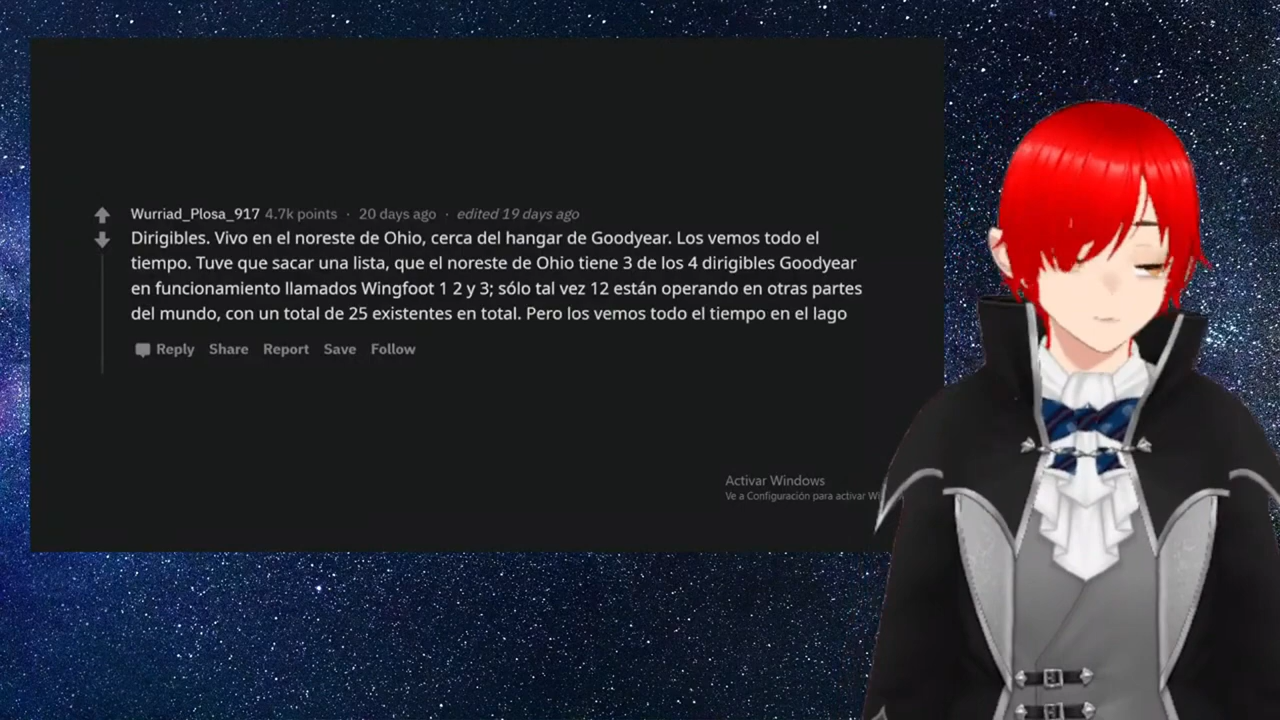 Wurriad_Plosa_917 4.7k points · 20 days ago · edited 19 days ago
Dirigibles. Vivo en el noreste de Ohio, cerca del hangar de Goodyear. Los vemos todo el
tiempo. Tuve que sacar una lista, que el noreste de Ohio tiene 3 de los 4 dirigibles Goodyear
en funcionamiento llamados Wingfoot 1 2 y 3; sólo tal vez 12 están operando en otras partes
del mundo, con un total de 25 existentes en total. Pero los vemos todo el tiempo en el lago
Reply Share Report Save Follow
Activar Windows
Ve a Configuración para activar Wi